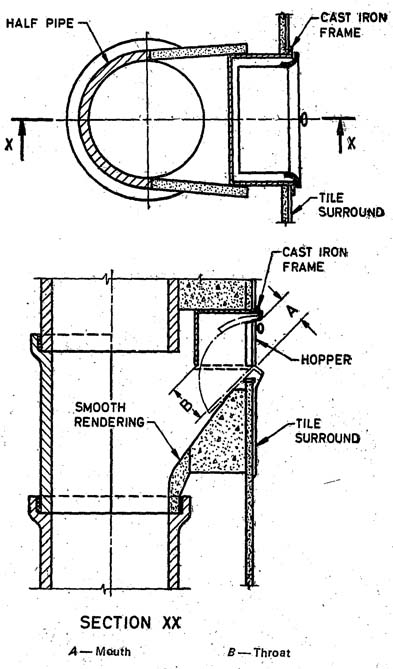 HALF PIPE
CAST IRON
FRAME
X
X
TILE
SURROUND
CAST IRON
FRAME
A
HOPPER
B
SMOOTH
RENDERING
TILE
SURROUND
SECTION XX
A — Mouth
B — Throat